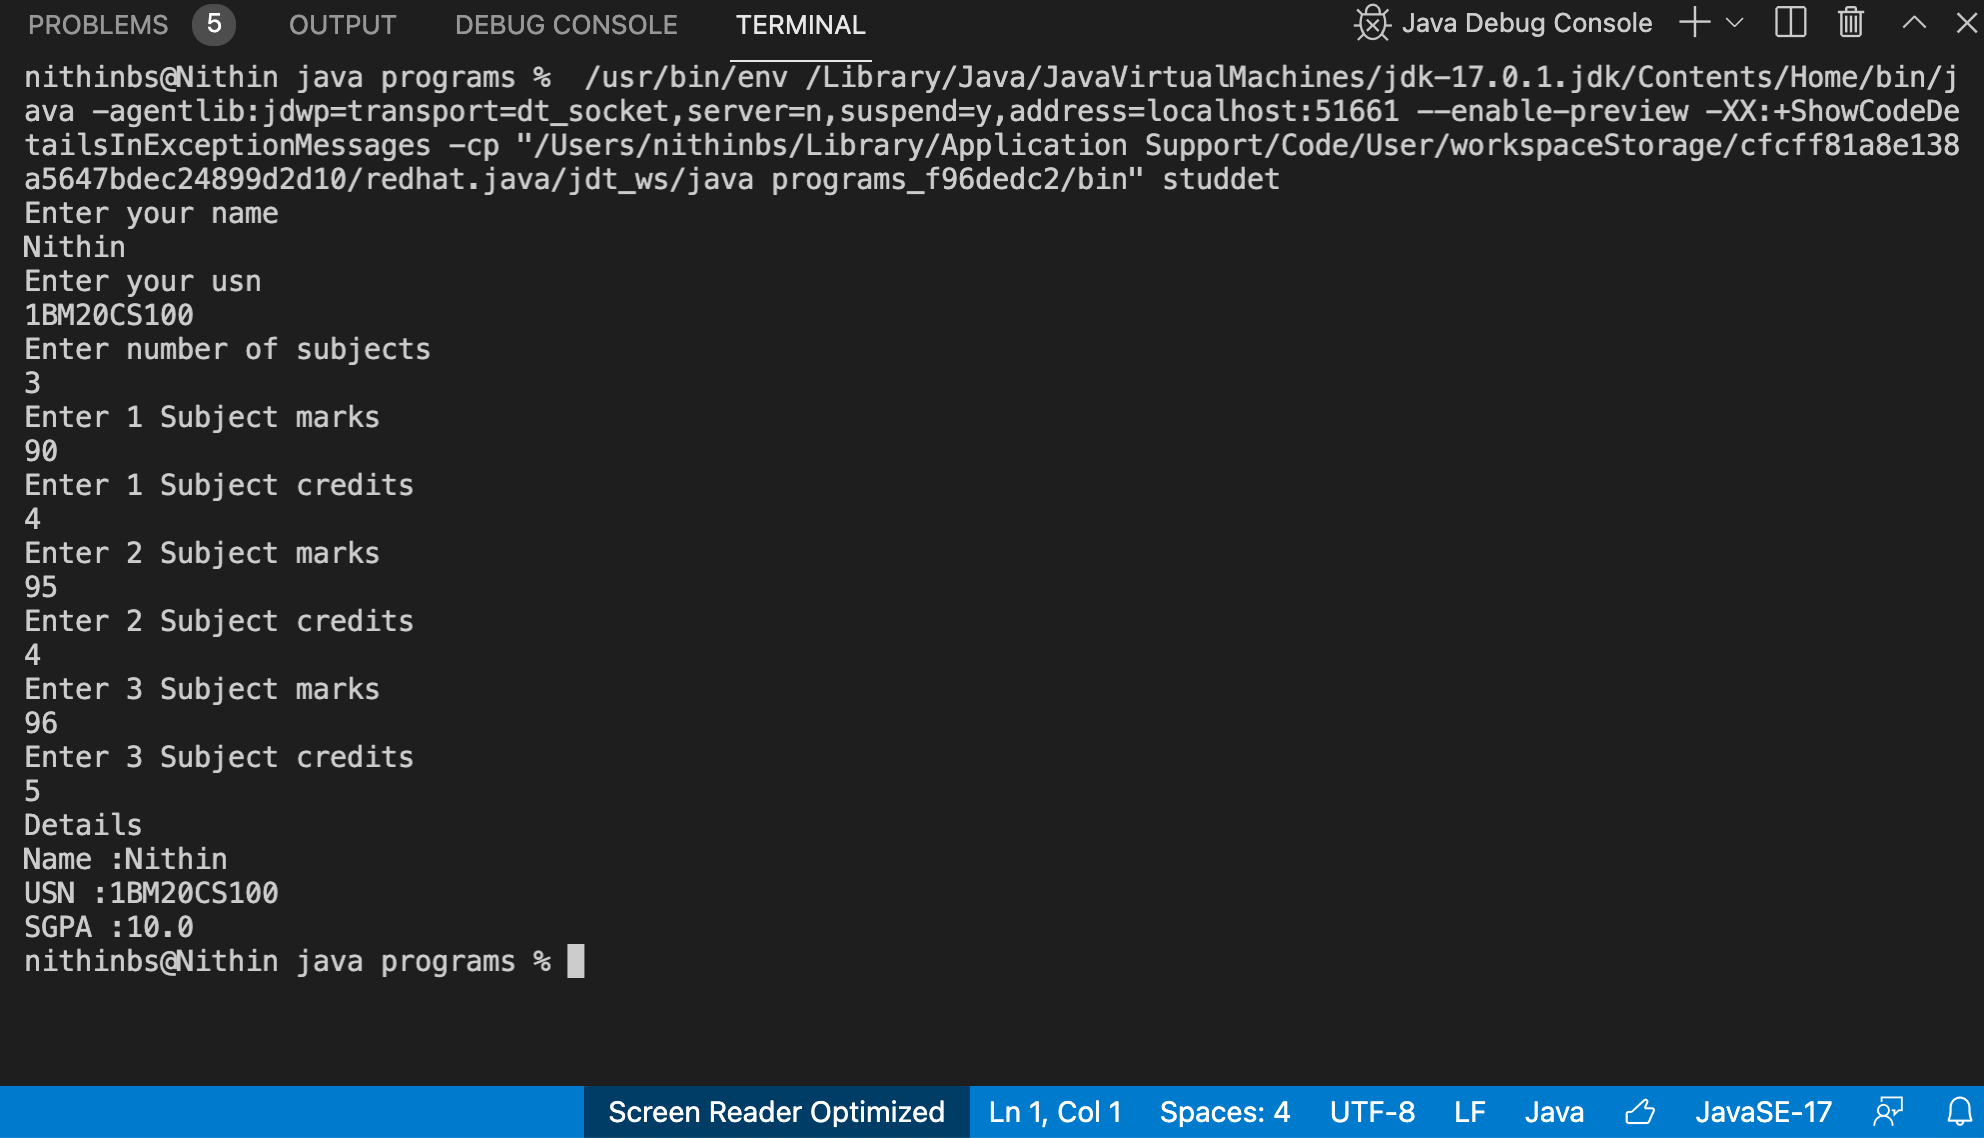 PROBLEMS 5 OUTPUT DEBUG CONSOLE TERMINAL Java Debug Console
nithinbs@Nithin java programs %  /usr/bin/env /Library/Java/JavaVirtualMachines/jdk-17.0.1.jdk/Contents/Home/bin/j
ava -agentlib:jdwp=transport=dt_socket,server=n,suspend=y,address=localhost:51661 --enable-preview -XX:+ShowCodeDe
tailsInExceptionMessages -cp "/Users/nithinbs/Library/Application Support/Code/User/workspaceStorage/cfcff81a8e138
a5647bdec24899d2d10/redhat.java/jdt_ws/java programs_f96dedc2/bin" studdet
Enter your name
Nithin
Enter your usn
1BM20CS100
Enter number of subjects
3
Enter 1 Subject marks
90
Enter 1 Subject credits
4
Enter 2 Subject marks
95
Enter 2 Subject credits
4
Enter 3 Subject marks
96
Enter 3 Subject credits
5
Details
Name :Nithin
USN :1BM20CS100
SGPA :10.0
nithinbs@Nithin java programs %
Screen Reader Optimized Ln 1, Col 1 Spaces: 4 UTF-8 LF Java JavaSE-17